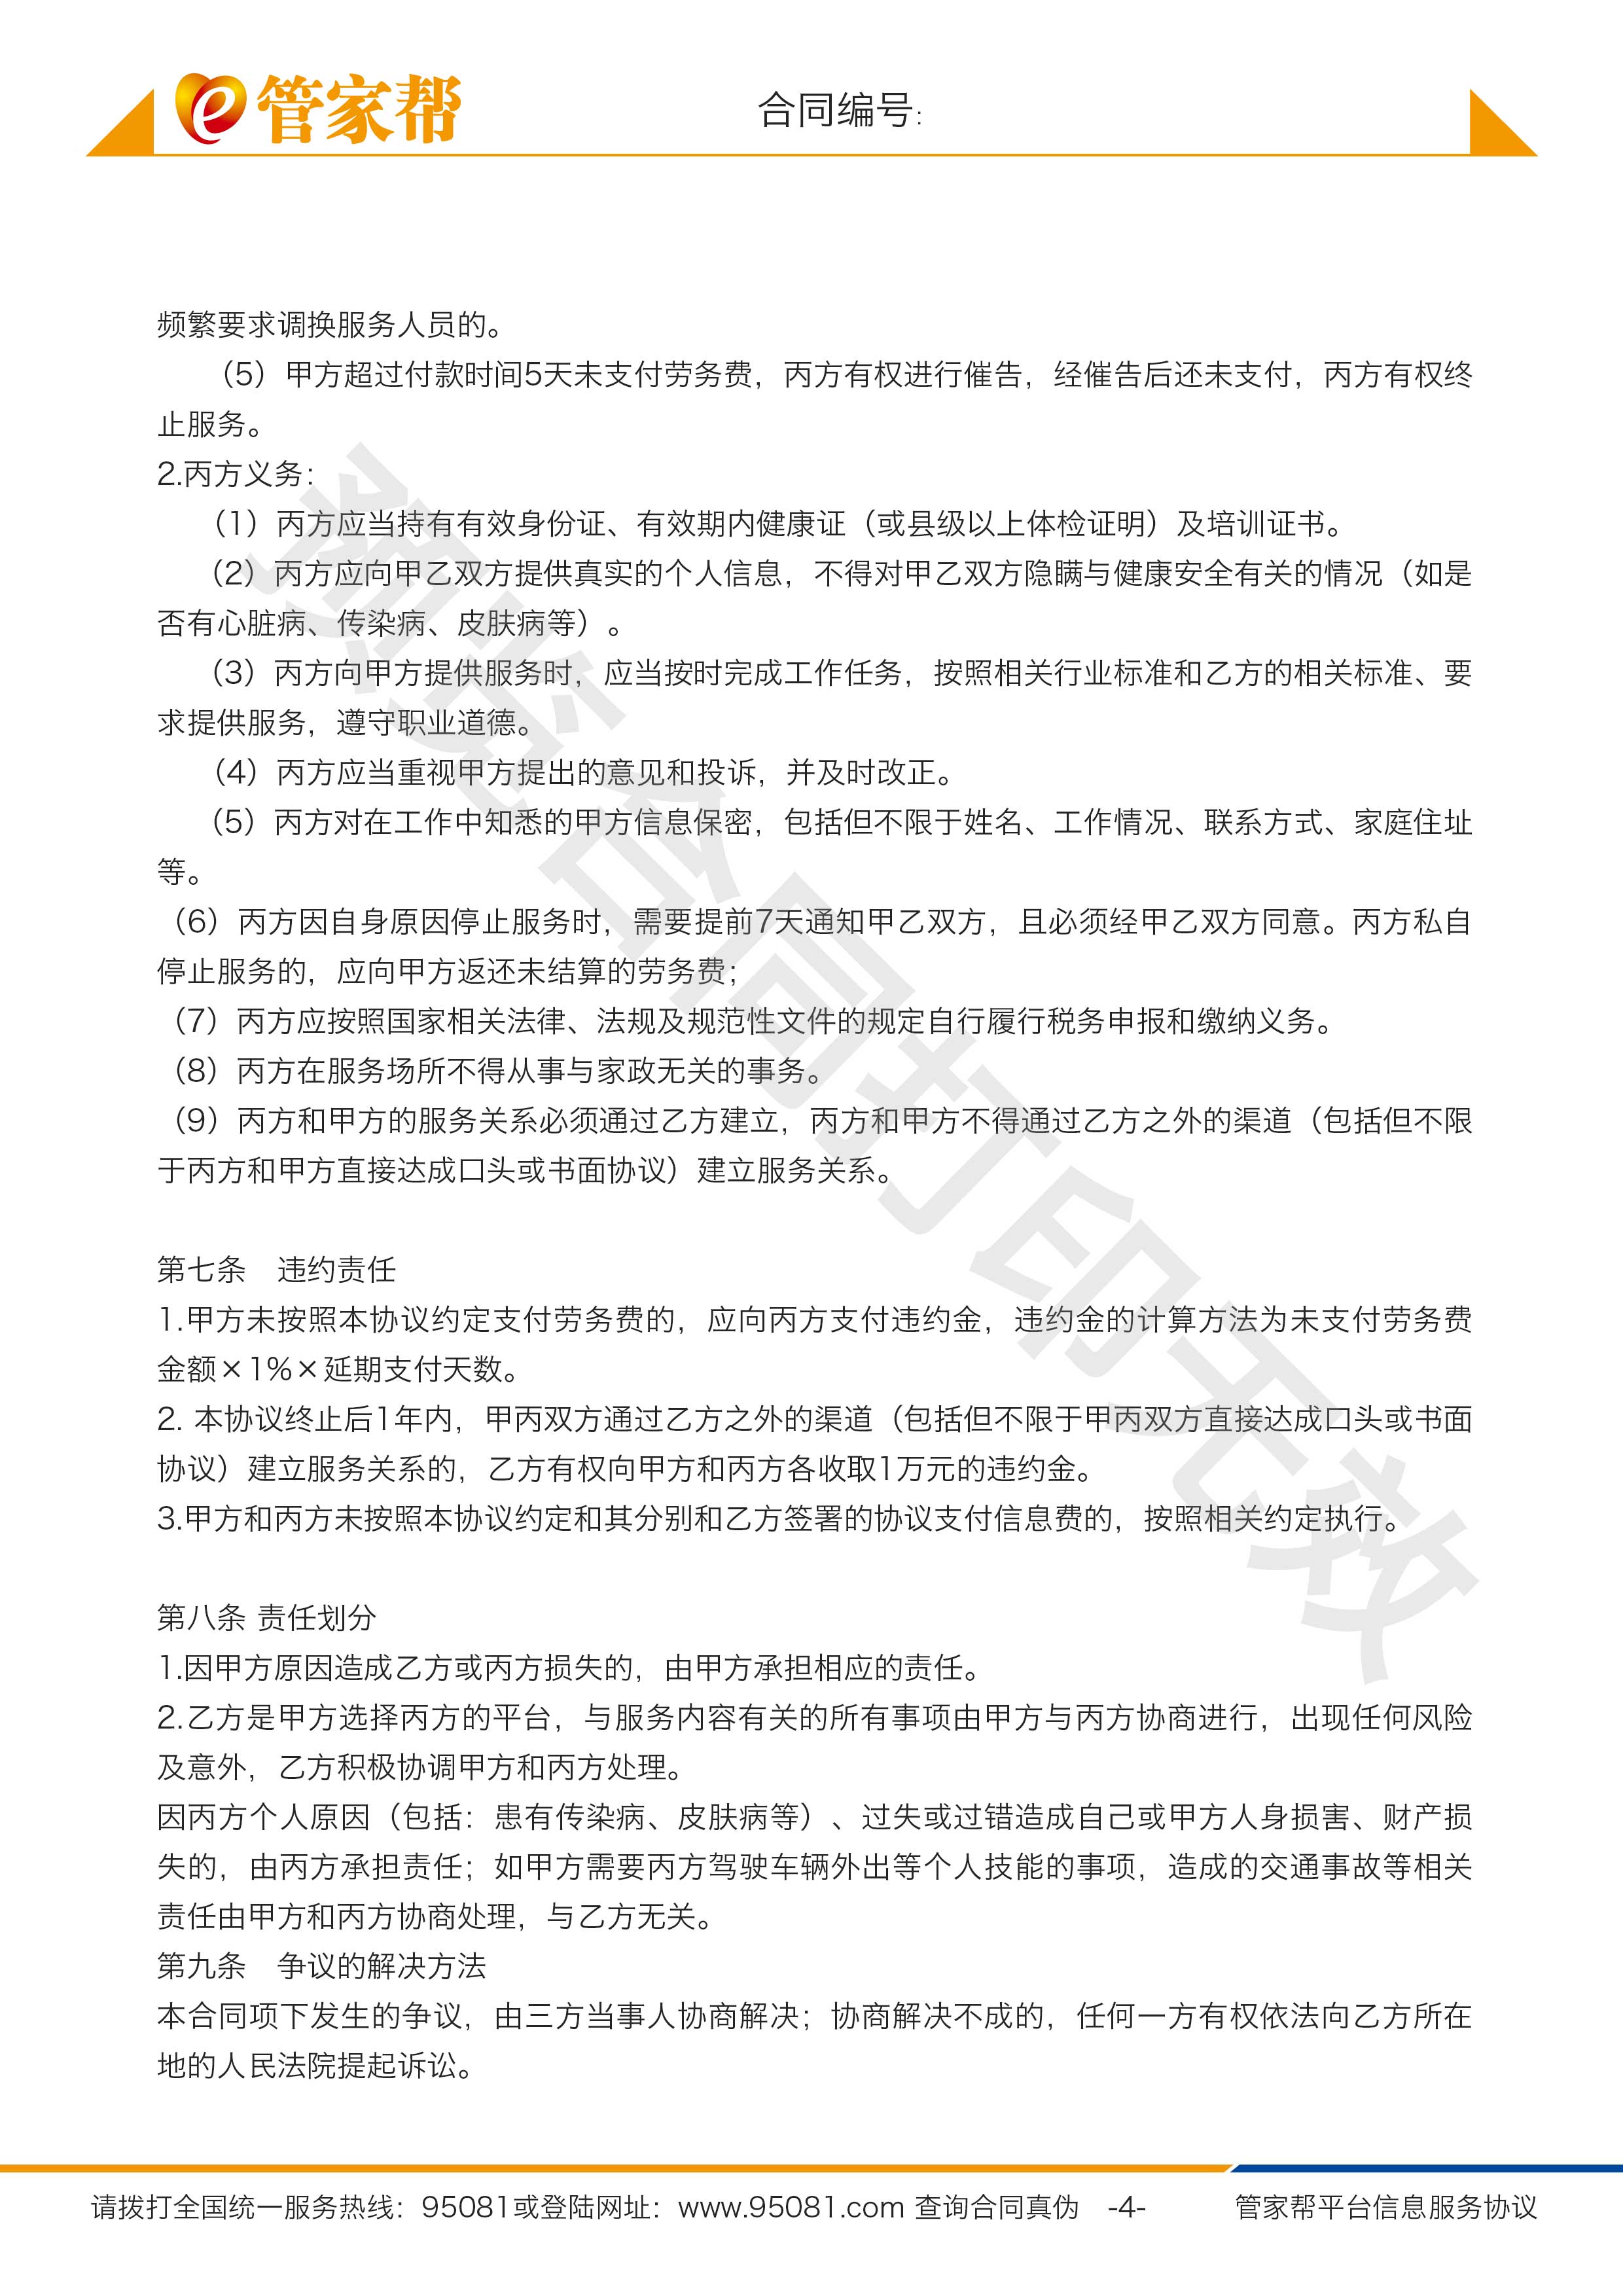 管家帮
合同编号:
频繁要求调换服务人员的。
（5）甲方超过付款时间5天未支付劳务费，丙方有权进行催告，经催告后还未支付，丙方有权终
止服务。
2.丙方义务：
（1）丙方应当持有有效身份证、有效期内健康证（或县级以上体检证明）及培训证书。
（2）丙方应向甲乙双方提供真实的个人信息，不得对甲乙双方隐瞒与健康安全有关的情况（如是
否有心脏病、传染病、皮肤病等）。
（3）丙方向甲方提供服务时，应当按时完成工作任务，按照相关行业标准和乙方的相关标准、要
求提供服务，遵守职业道德。
（4）丙方应当重视甲方提出的意见和投诉，并及时改正。
（5）丙方对在工作中知悉的甲方信息保密，包括但不限于姓名、工作情况、联系方式、家庭住址
等。
（6）丙方因自身原因停止服务时，需要提前7天通知甲乙双方，且必须经甲乙双方同意。丙方私自
停止服务的，应向甲方返还未结算的劳务费；
（7）丙方应按照国家相关法律、法规及规范性文件的规定自行履行税务申报和缴纳义务。
（8）丙方在服务场所不得从事与家政无关的事务。
（9）丙方和甲方的服务关系必须通过乙方建立，丙方和甲方不得通过乙方之外的渠道（包括但不限
于丙方和甲方直接达成口头或书面协议）建立服务关系。
第七条　违约责任
1.甲方未按照本协议约定支付劳务费的，应向丙方支付违约金，违约金的计算方法为未支付劳务费
金额×1%×延期支付天数。
2. 本协议终止后1年内，甲丙双方通过乙方之外的渠道（包括但不限于甲丙双方直接达成口头或书面
协议）建立服务关系的，乙方有权向甲方和丙方各收取1万元的违约金。
3.甲方和丙方未按照本协议约定和其分别和乙方签署的协议支付信息费的，按照相关约定执行。
第八条 责任划分
1.因甲方原因造成乙方或丙方损失的，由甲方承担相应的责任。
2.乙方是甲方选择丙方的平台，与服务内容有关的所有事项由甲方与丙方协商进行，出现任何风险
及意外，乙方积极协调甲方和丙方处理。
因丙方个人原因（包括：患有传染病、皮肤病等）、过失或过错造成自己或甲方人身损害、财产损
失的，由丙方承担责任；如甲方需要丙方驾驶车辆外出等个人技能的事项，造成的交通事故等相关
责任由甲方和丙方协商处理，与乙方无关。
第九条　争议的解决方法
本合同项下发生的争议，由三方当事人协商解决；协商解决不成的，任何一方有权依法向乙方所在
地的人民法院提起诉讼。
预览合同打印无效
请拨打全国统一服务热线：95081或登陆网址：www.95081.com 查询合同真伪 -4- 管家帮平台信息服务协议